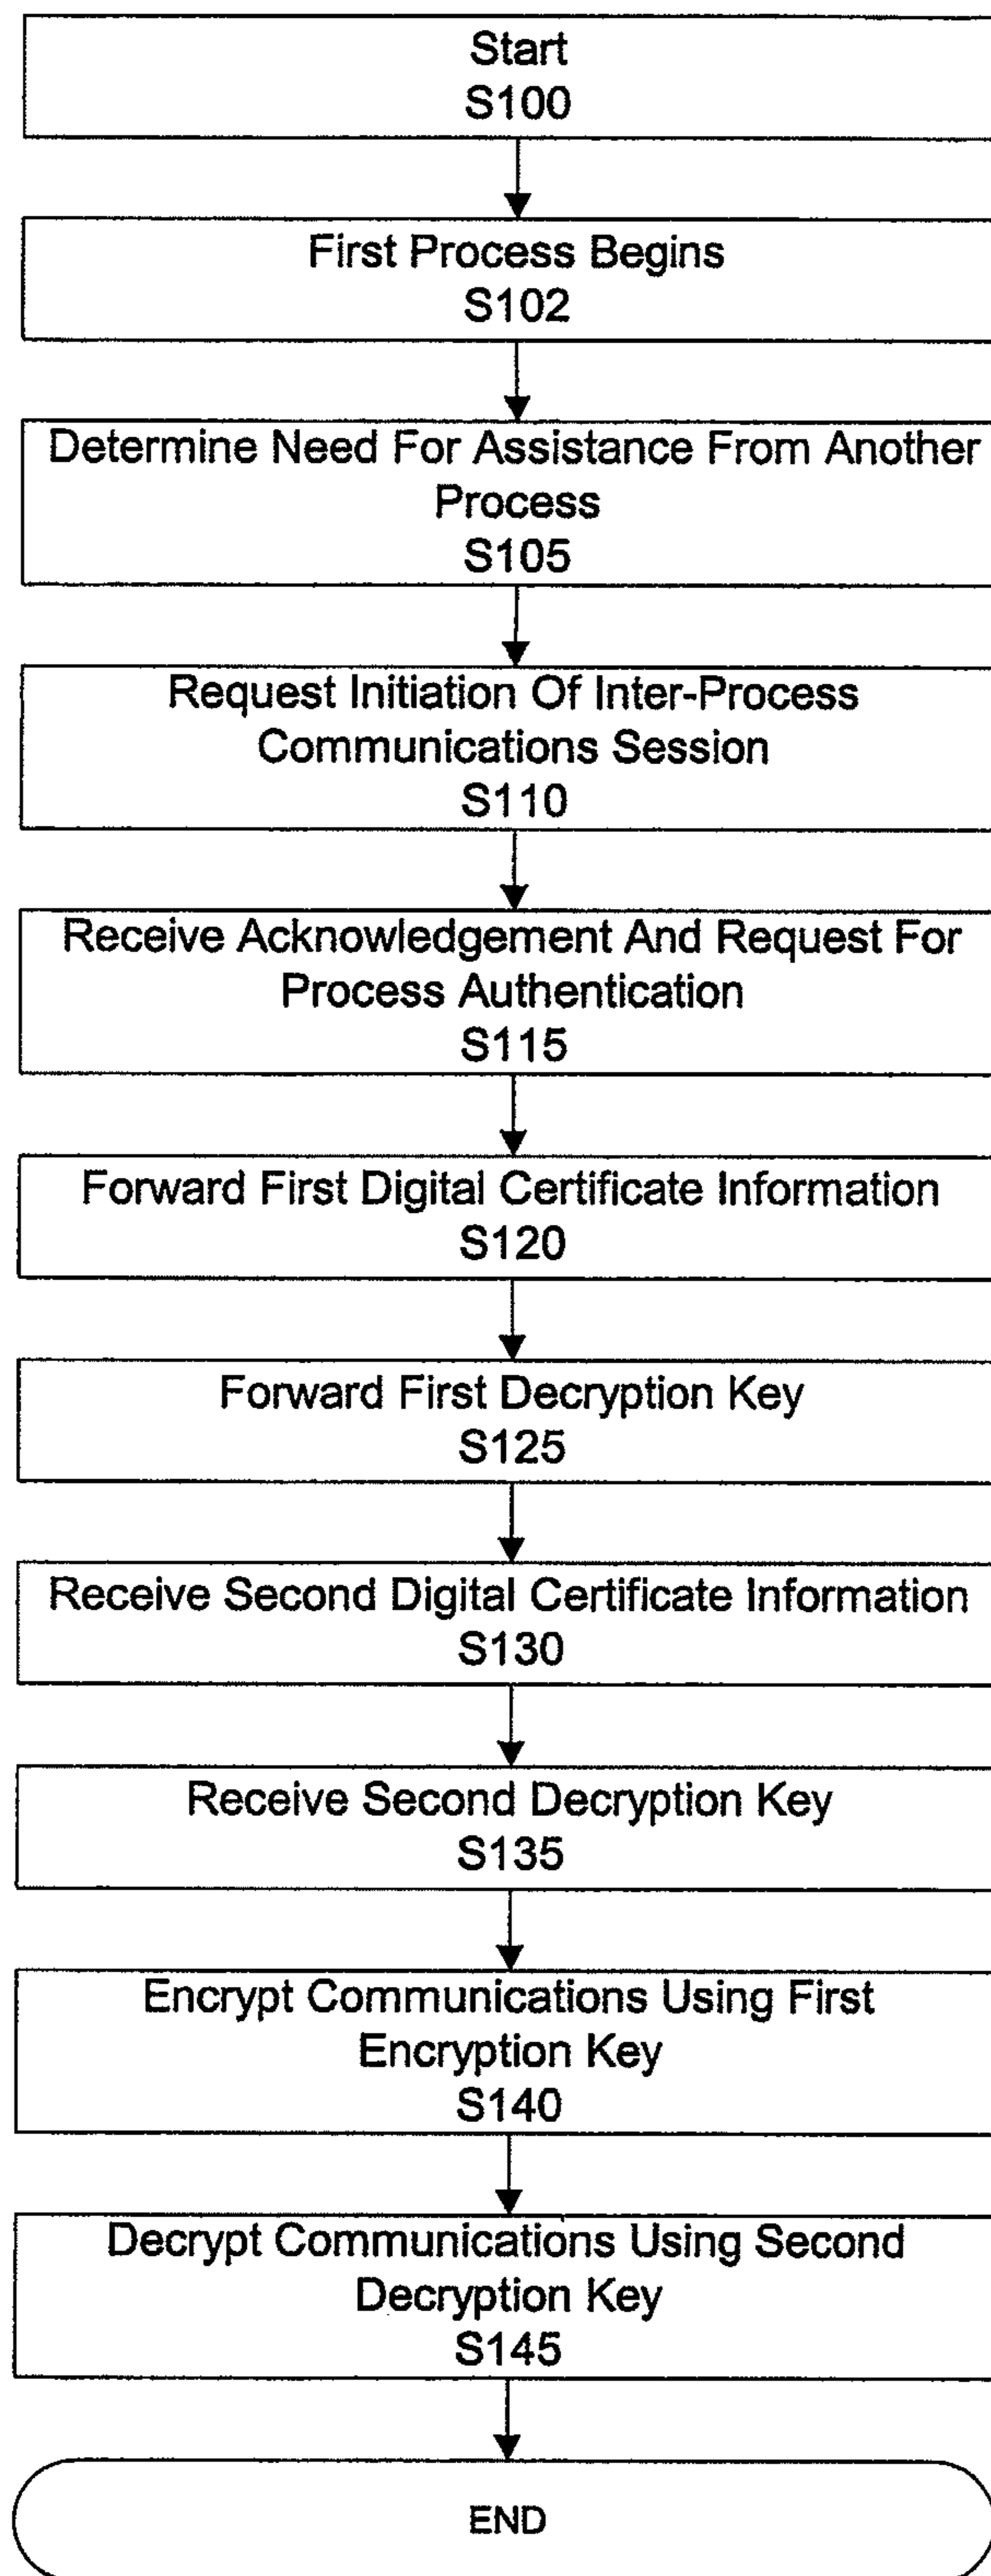 Start
S100
First Process Begins
S102
Determine Need For Assistance From Another
Process
S105
Request Initiation Of Inter-Process
Communications Session
S110
Receive Acknowledgement And Request For
Process Authentication
S115
Forward First Digital Certificate Information
S120
Forward First Decryption Key
S125
Receive Second Digital Certificate Information
S130
Receive Second Decryption Key
S135
Encrypt Communications Using First
Encryption Key
S140
Decrypt Communications Using Second
Decryption Key
S145
END